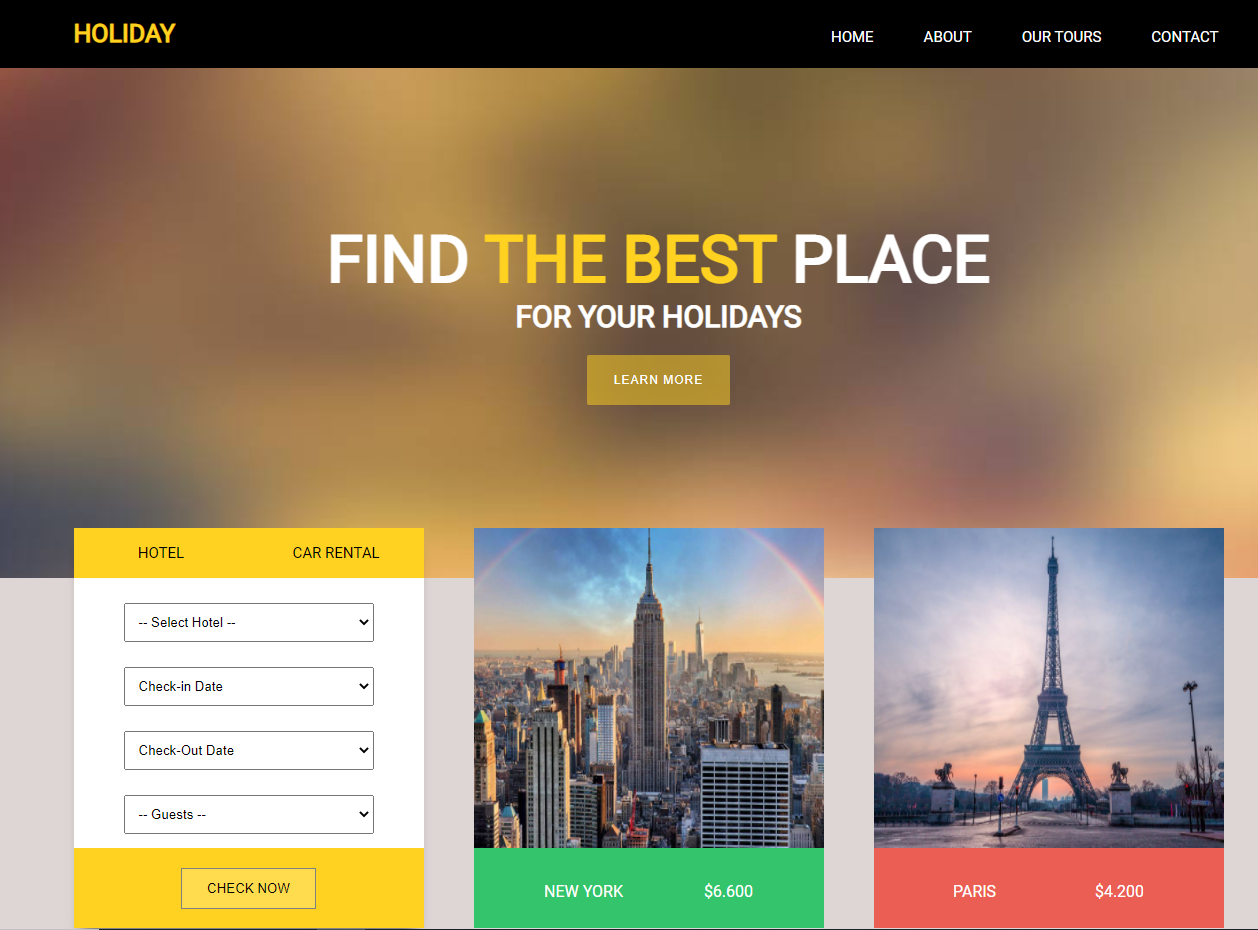 HOLIDAY
HOME ABOUT OUR TOURS CONTACT
FIND THE BEST PLACE
FOR YOUR HOLIDAYS
LEARN MORE
HOTEL CAR RENTAL
-- Select Hotel --
Check-in Date
Check-Out Date
-- Guests --
CHECK NOW
NEW YORK $6.600
PARIS $4.200